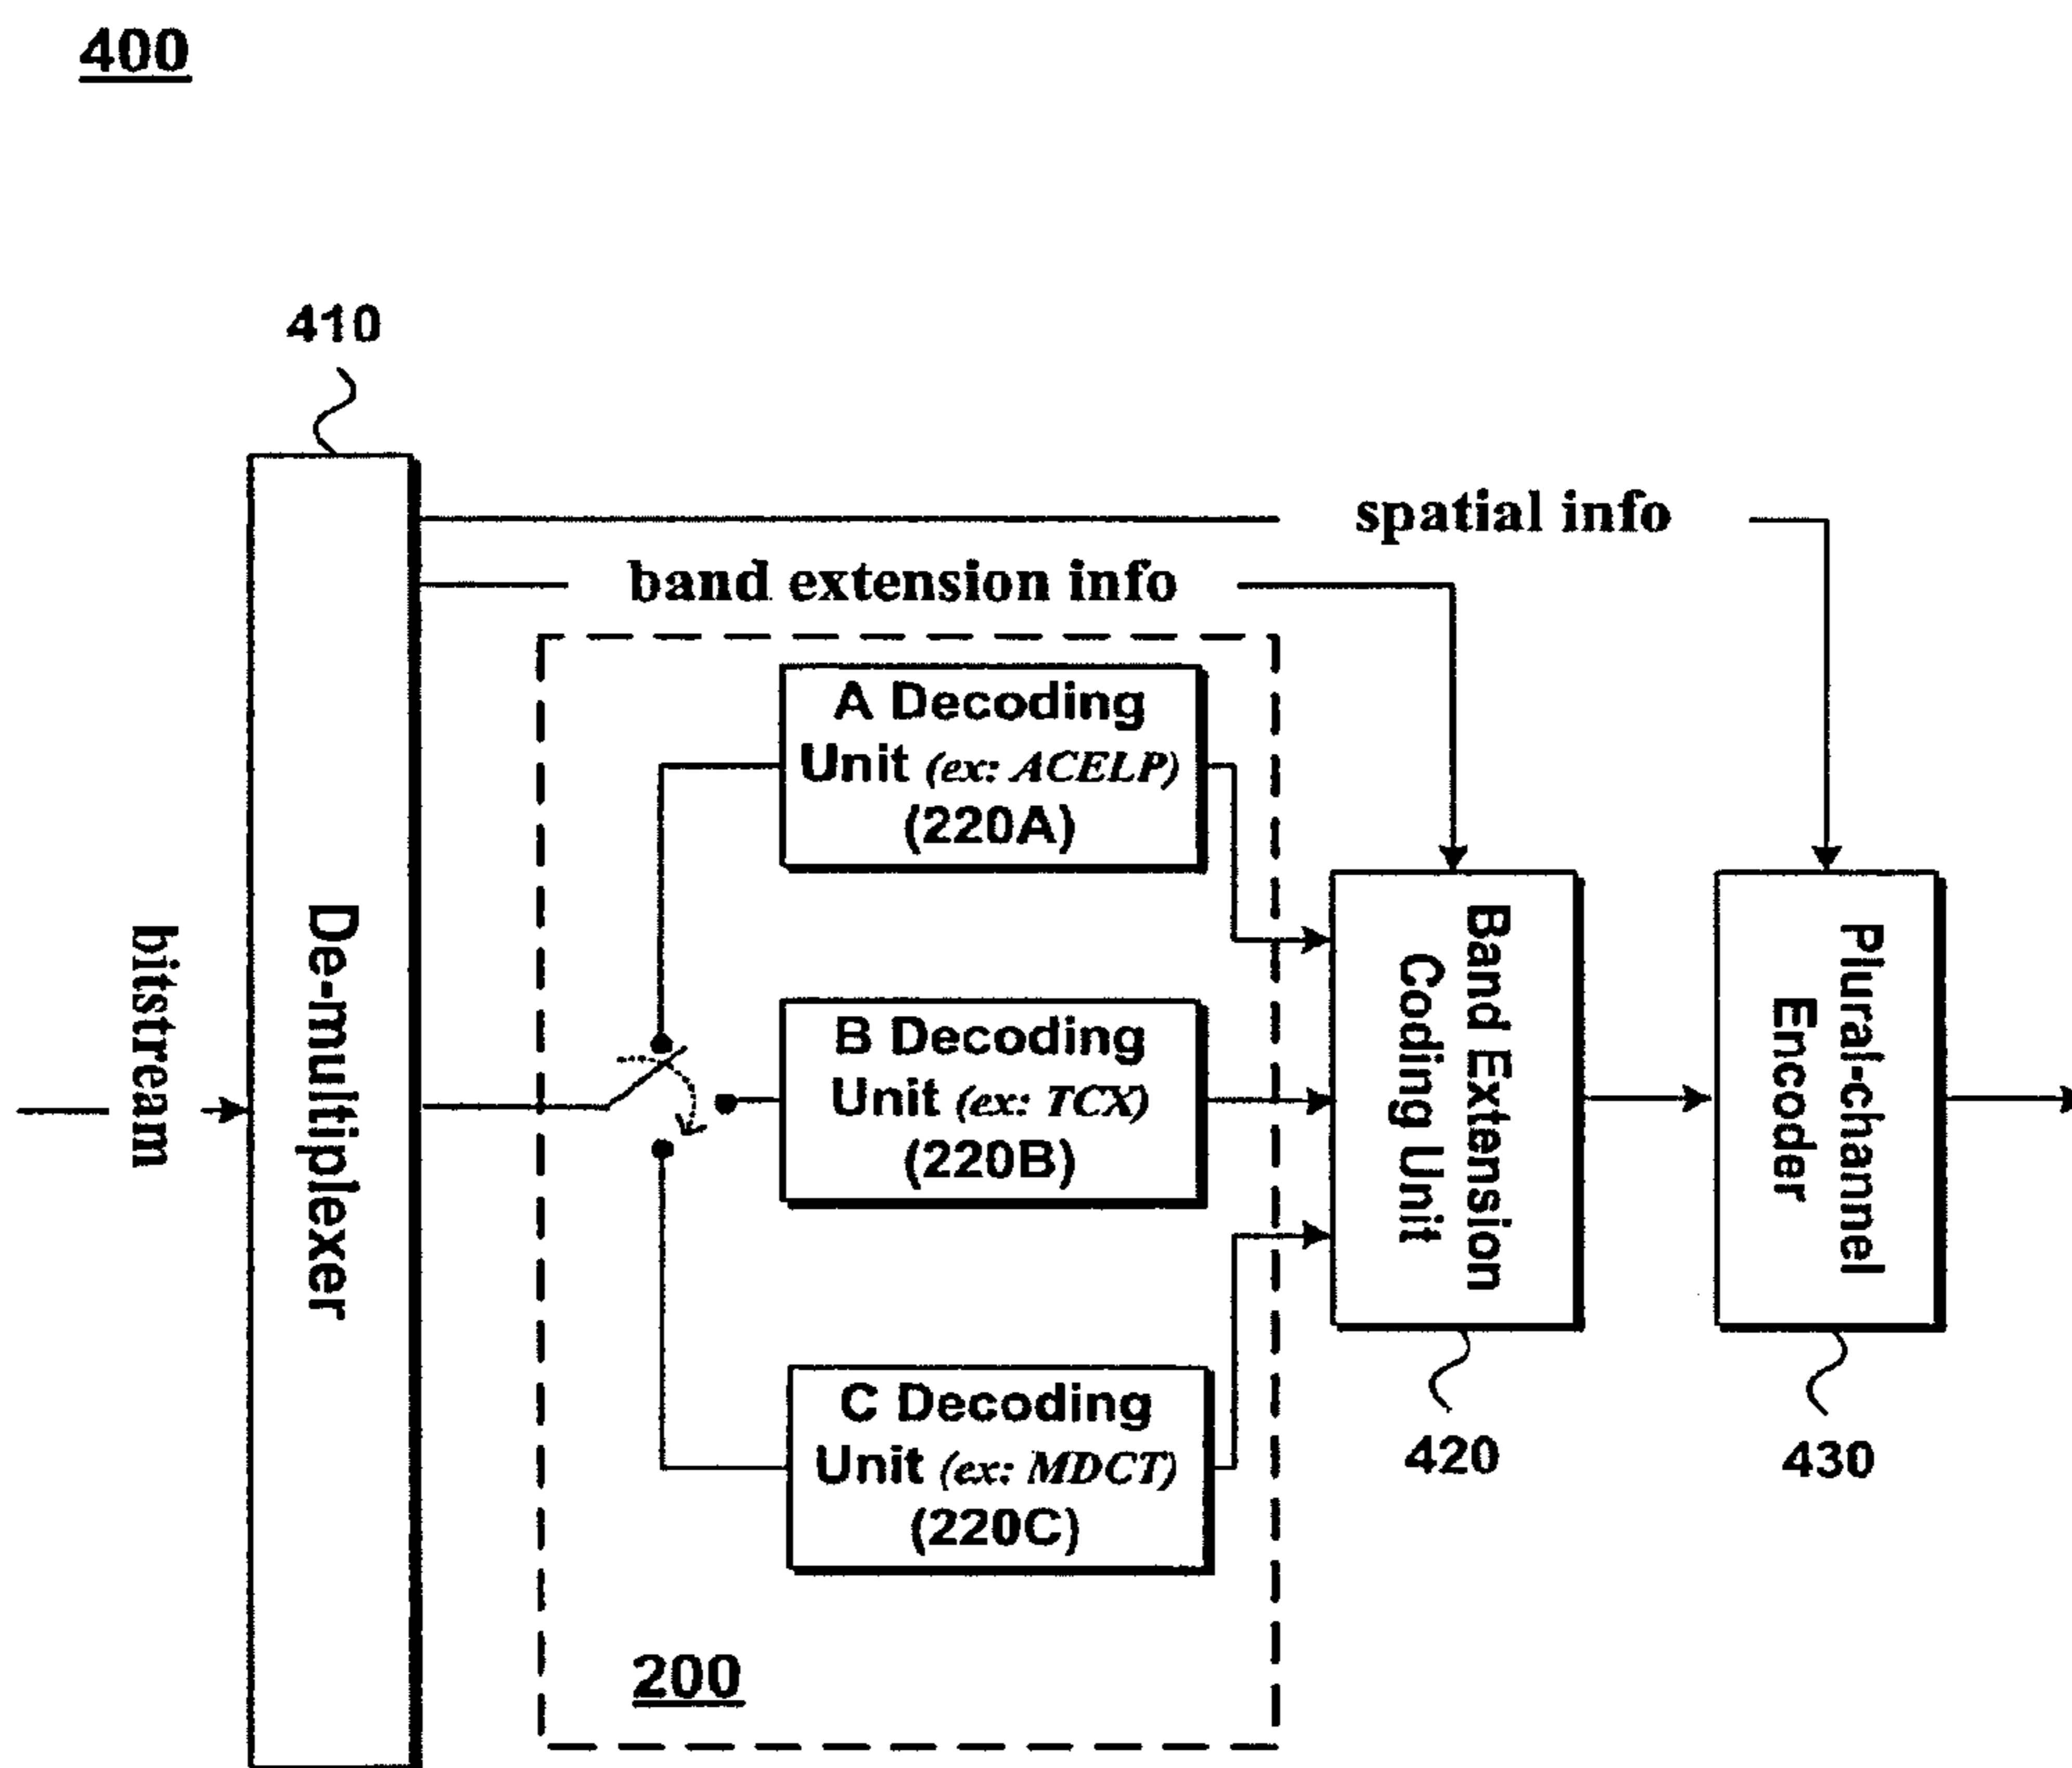 400
410
spatial info
band extension info
A Decoding
Unit (ex: ACELP)
(220A)
bitstream
De-multiplexer
B Decoding
Unit (ex: TCX)
(220B)
Band Extension
Coding Unit
Plural-channel
Encoder
C Decoding
Unit (ex: MDCT)
(220C)
420
430
200